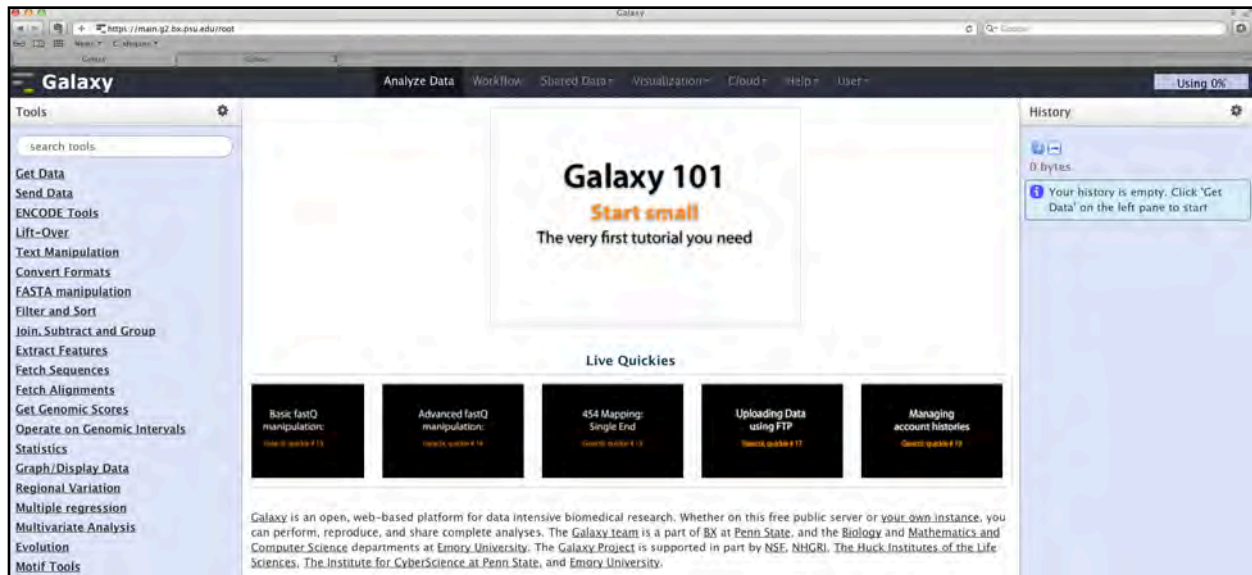 Galaxy
https://main.g2.bx.psu.edu/root
Galaxy
Analyze Data Workflow Shared Data Visualization Cloud Help User
Using 0%
Tools
search tools
Get Data
Send Data
ENCODE Tools
Lift-Over
Text Manipulation
Convert Formats
FASTA manipulation
Filter and Sort
Join, Subtract and Group
Extract Features
Fetch Sequences
Fetch Alignments
Get Genomic Scores
Operate on Genomic Intervals
Statistics
Graph/Display Data
Regional Variation
Multiple regression
Multivariate Analysis
Evolution
Motif Tools
Galaxy 101
Start small
The very first tutorial you need
Live Quickies
Basic fastQ
manipulation:
Advanced fastQ
manipulation:
454 Mapping:
Single End
Uploading Data
using FTP
Managing
account histories
Galaxy is an open, web-based platform for data intensive biomedical research. Whether on this free public server or your own instance, you
can perform, reproduce, and share complete analyses. The Galaxy team is a part of BX at Penn State, and the Biology and Mathematics and
Computer Science departments at Emory University. The Galaxy Project is supported in part by NSF, NHGRI, The Huck Institutes of the Life
Sciences, The Institute for CyberScience at Penn State, and Emory University.
History
0 bytes
Your history is empty. Click 'Get
Data' on the left pane to start